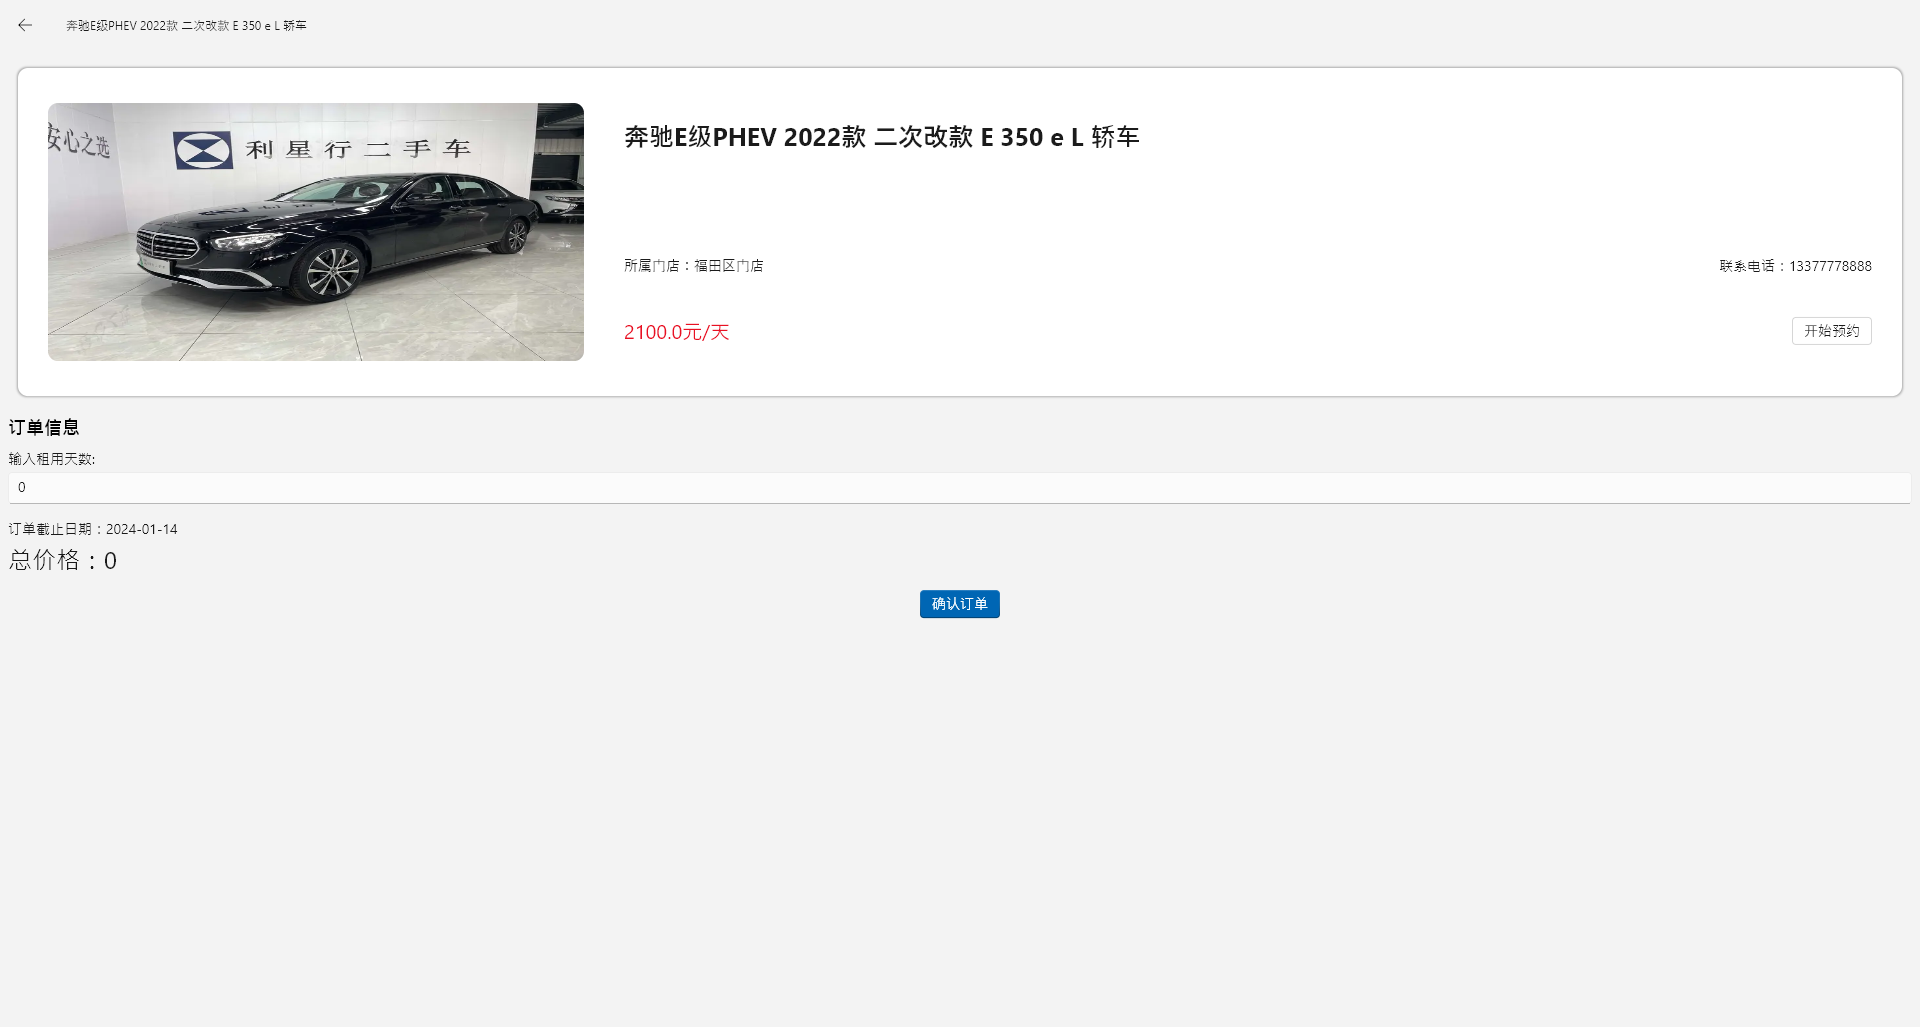 奔驰E级PHEV 2022款 二次改款 E 350 e L 轿车
安心之选
利星行二手车
奔驰E级PHEV 2022款 二次改款 E 350 e L 轿车
所属门店：福田区门店
联系电话：13377778888
2100.0元/天
开始预约
订单信息
输入租用天数:
0
订单截止日期：2024-01-14
总价格：0
确认订单